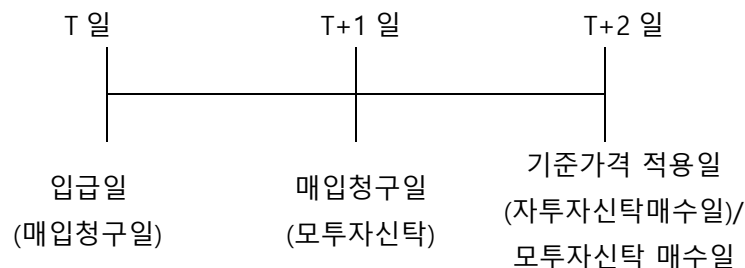 T 일
T+1 일
T+2 일
입급일
(매입청구일)
매입청구일
(모투자신탁)
기준가격 적용일
(자투자신탁매수일)/
모투자신탁 매수일